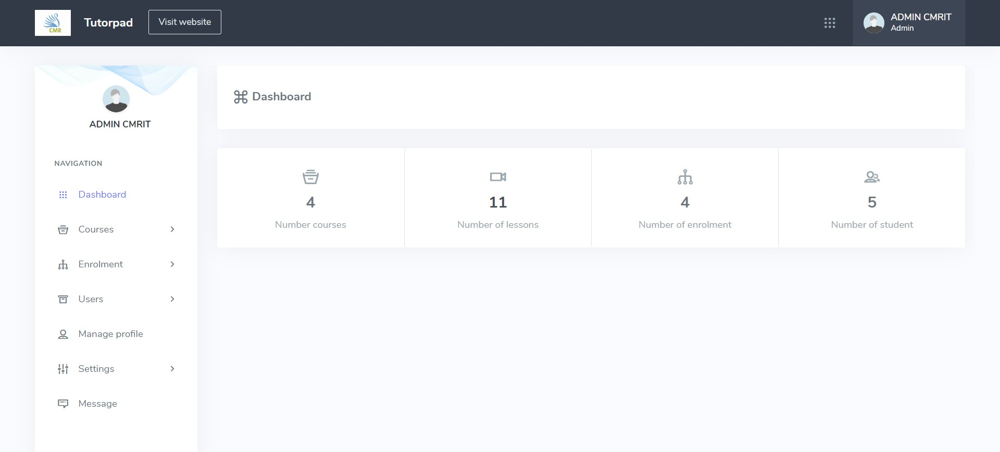 CMR
Tutorpad
Visit website
ADMIN CMRIT
Admin
ADMIN CMRIT
NAVIGATION
Dashboard
Courses
Enrolment
Users
Manage profile
Settings
Message
Dashboard
4
Number courses
11
Number of lessons
4
Number of enrolment
5
Number of student